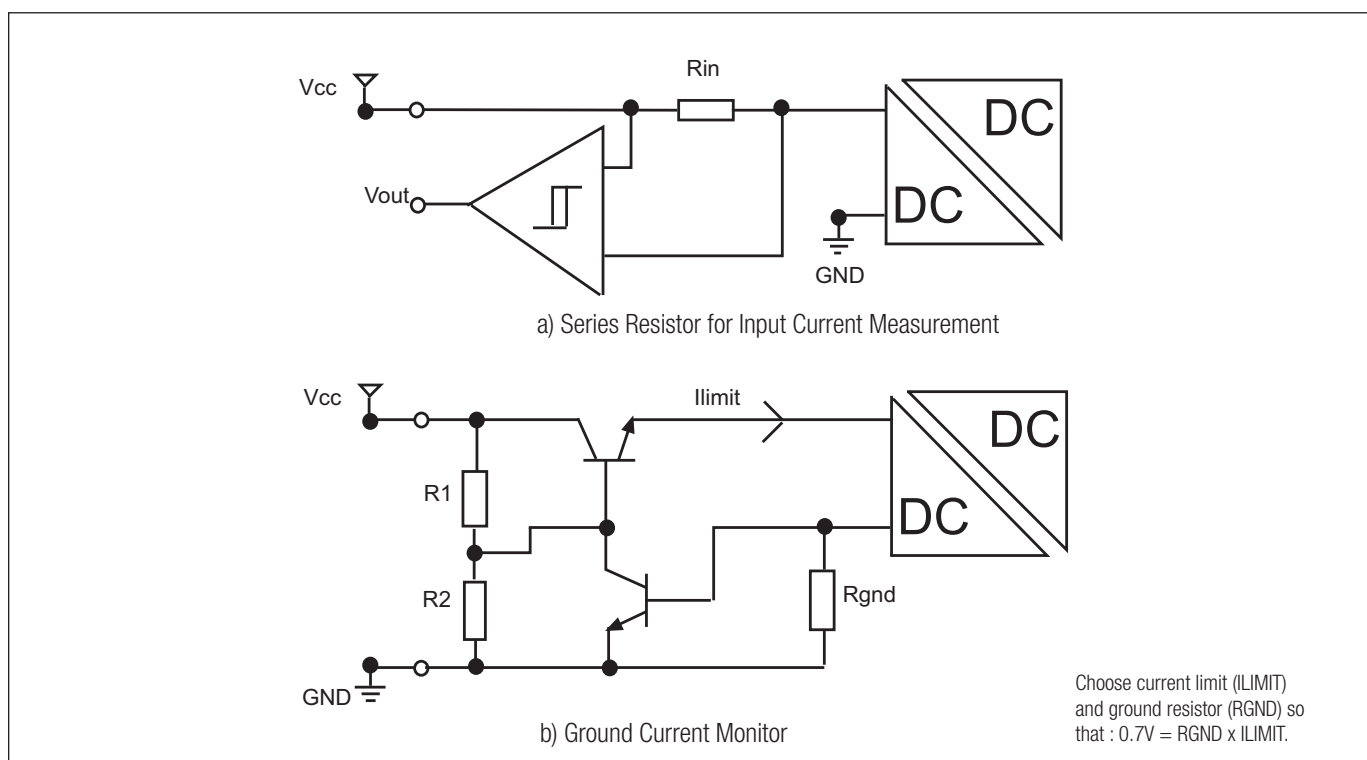 Rin
Vcc
DC
Vout
DC
GND
a) Series Resistor for Input Current Measurement
Vcc
Ilimit
DC
R1
DC
R2
Rgnd
GND
b) Ground Current Monitor
Choose current limit (ILIMIT)
and ground resistor (RGND) so
that : 0.7V = RGND x ILIMIT.